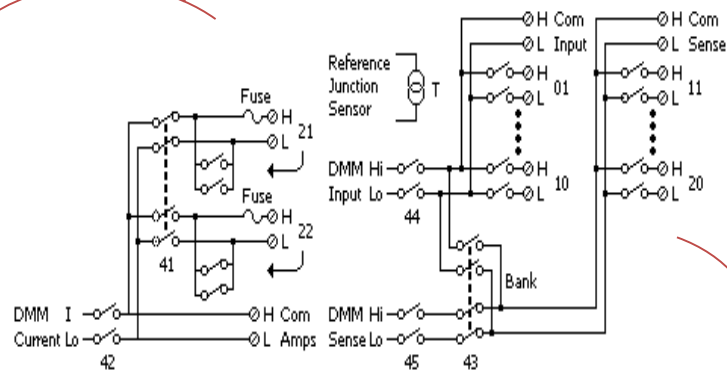 H Com
L Input
H
01
L
H
10
L
H Com
L Sense
H
11
L
H
20
L
Reference
Junction
Sensor
T
Fuse
H
21
L
Fuse
H
22
L
41
DMM Hi
Input Lo
44
Bank
DMM I
Current Lo
42
H Com
L Amps
DMM Hi
Sense Lo
45
43